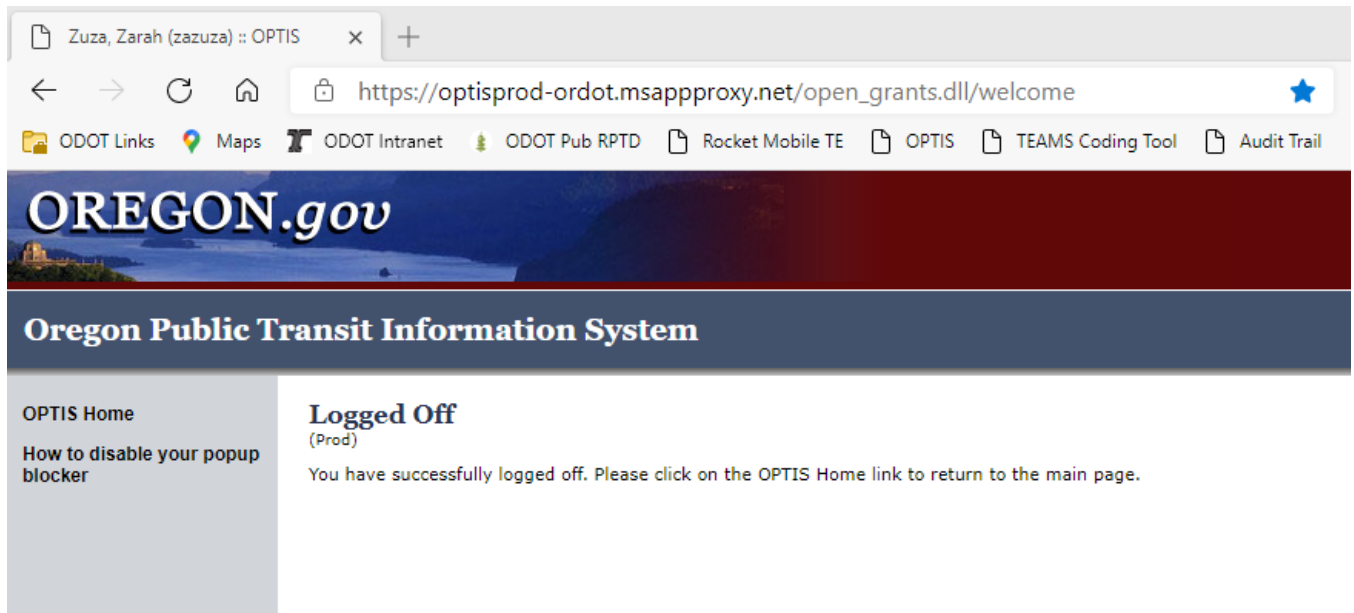 Zuza, Zarah (zazuza) :: OPTIS
https://optisprod-ordot.msappproxy.net/open_grants.dll/welcome
ODOT Links Maps ODOT Intranet ODOT Pub RPTD Rocket Mobile TE OPTIS TEAMS Coding Tool Audit Trail
OREGON.gov
Oregon Public Transit Information System
OPTIS Home
How to disable your popup
blocker
Logged Off
(Prod)
You have successfully logged off. Please click on the OPTIS Home link to return to the main page.